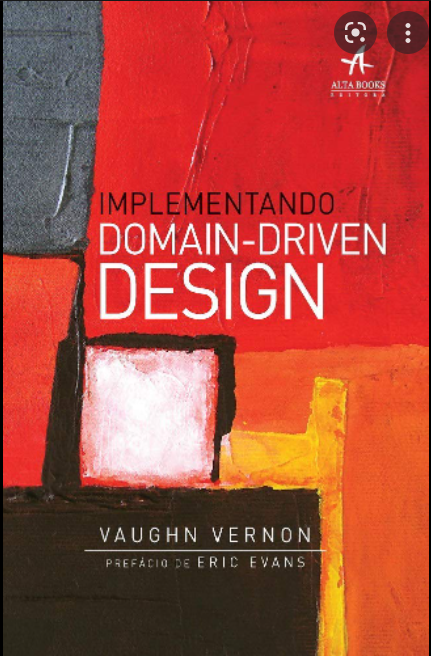 ALTA BOOKS
EDITORA
IMPLEMENTANDO
DOMAIN-DRIVEN
DESIGN
VAUGHN VERNON
PREFÁCIO DE ERIC EVANS